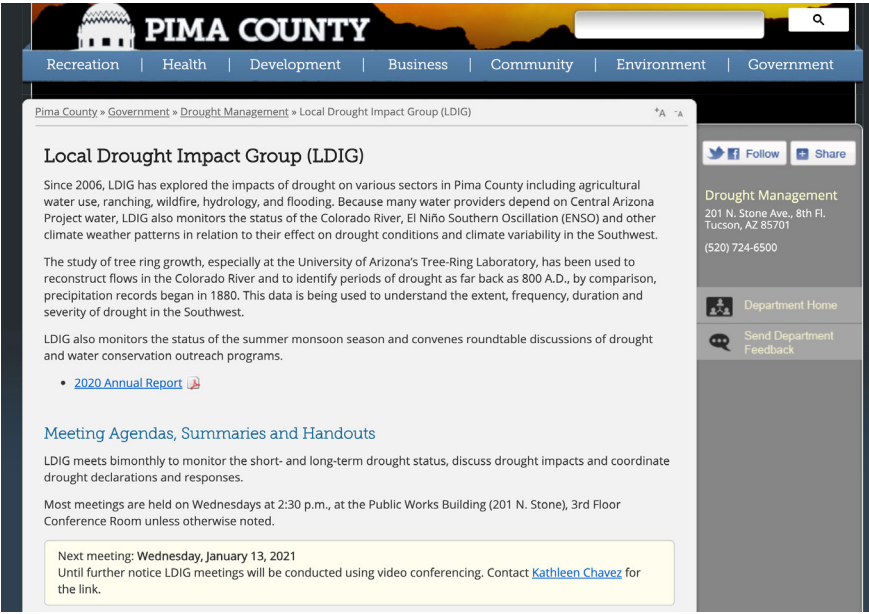 PIMA COUNTY
Recreation | Health | Development | Business | Community | Environment | Government
Pima County » Government » Drought Management » Local Drought Impact Group (LDIG)
+A -A
Local Drought Impact Group (LDIG)
Since 2006, LDIG has explored the impacts of drought on various sectors in Pima County including agricultural
water use, ranching, wildfire, hydrology, and flooding. Because many water providers depend on Central Arizona
Project water, LDIG also monitors the status of the Colorado River, El Niño Southern Oscillation (ENSO) and other
climate weather patterns in relation to their effect on drought conditions and climate variability in the Southwest.
The study of tree ring growth, especially at the University of Arizona's Tree-Ring Laboratory, has been used to
reconstruct flows in the Colorado River and to identify periods of drought as far back as 800 A.D., by comparison,
precipitation records began in 1880. This data is being used to understand the extent, frequency, duration and
severity of drought in the Southwest.
LDIG also monitors the status of the summer monsoon season and convenes roundtable discussions of drought
and water conservation outreach programs.
• 2020 Annual Report
Meeting Agendas, Summaries and Handouts
LDIG meets bimonthly to monitor the short- and long-term drought status, discuss drought impacts and coordinate
drought declarations and responses.
Most meetings are held on Wednesdays at 2:30 p.m., at the Public Works Building (201 N. Stone), 3rd Floor
Conference Room unless otherwise noted.
Next meeting: Wednesday, January 13, 2021
Until further notice LDIG meetings will be conducted using video conferencing. Contact Kathleen Chavez for
the link.
Follow
Share
Drought Management
201 N. Stone Ave., 8th Fl.
Tucson, AZ 85701
(520) 724-6500
Department Home
Send Department
Feedback